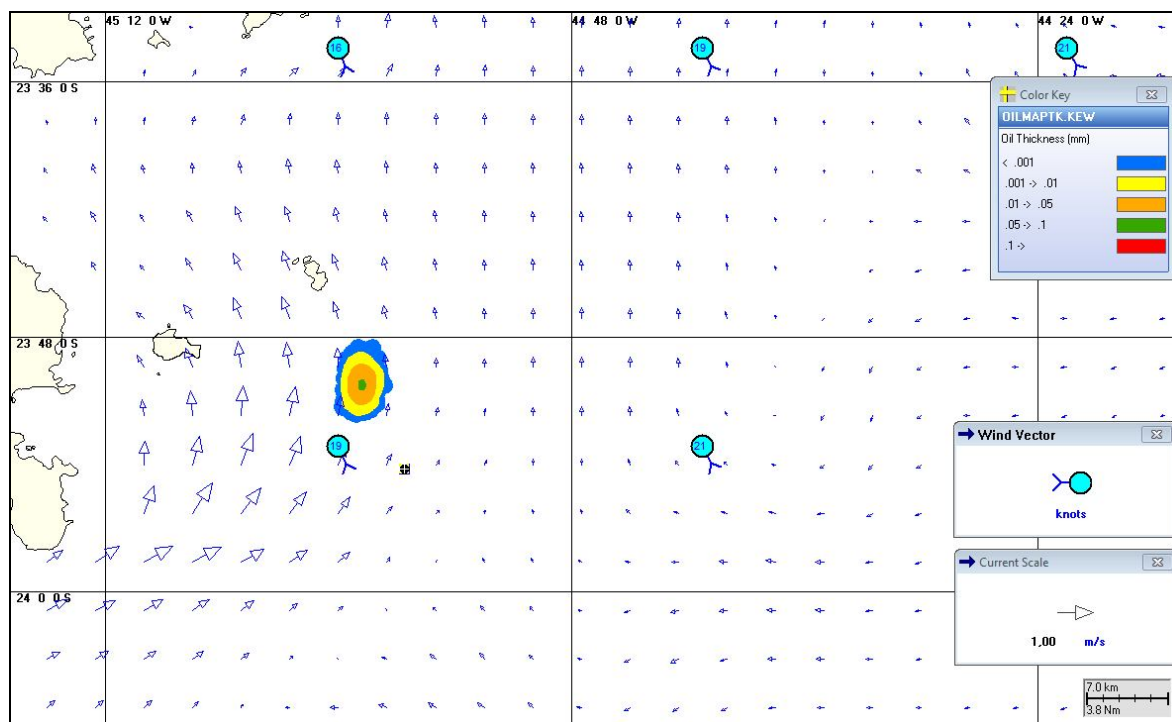 45 12 0 W
44 48 0 W
44 24 0 W
16
19
21
23 36 0 S
Color Key
OILMAPTK.KEW
Oil Thickness (mm)
< .001
.001 -> .01
.01 -> .05
.05 -> .1
.1 ->
23 48 0 S
19
21
Wind Vector
knots
Current Scale
24 0 0 S
1,00 m/s
7.0 km
3.8 Nm